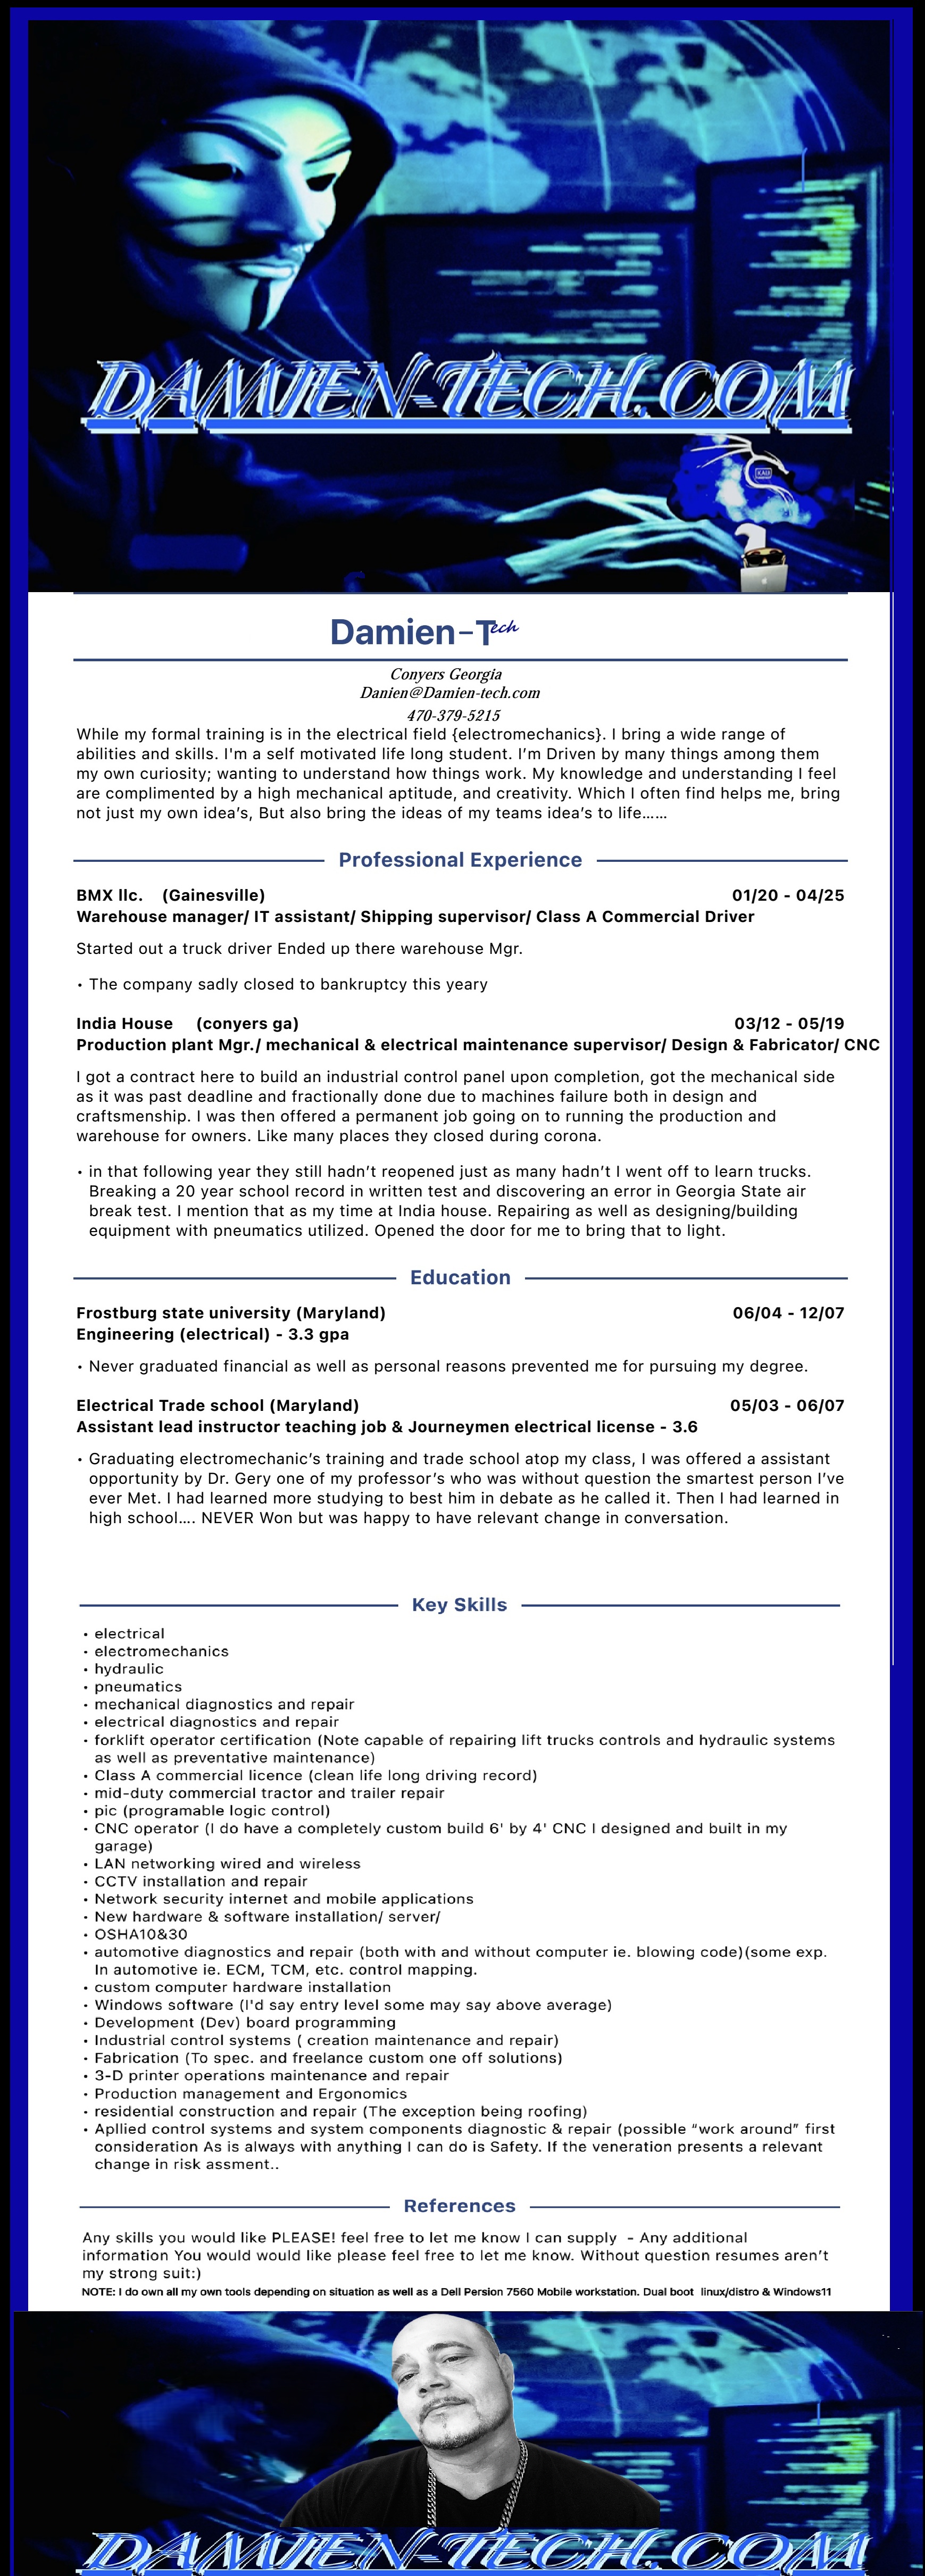 DAMIEN-TECH.COM
KALI
Damien-Tech
Conyers Georgia
Danien@Damien-tech.com
470-379-5215
While my formal training is in the electrical field {electromechanics}. I bring a wide range of
abilities and skills. I'm a self motivated life long student. I’m Driven by many things among them
my own curiosity; wanting to understand how things work. My knowledge and understanding I feel
are complimented by a high mechanical aptitude, and creativity. Which I often find helps me, bring
not just my own idea’s, But also bring the ideas of my teams idea’s to life……
Professional Experience
BMX llc. (Gainesville) 01/20 - 04/25
Warehouse manager/ IT assistant/ Shipping supervisor/ Class A Commercial Driver
Started out a truck driver Ended up there warehouse Mgr.
• The company sadly closed to bankruptcy this yeary
India House (conyers ga) 03/12 - 05/19
Production plant Mgr./ mechanical & electrical maintenance supervisor/ Design & Fabricator/ CNC
I got a contract here to build an industrial control panel upon completion, got the mechanical side
as it was past deadline and fractionally done due to machines failure both in design and
craftsmenship. I was then offered a permanent job going on to running the production and
warehouse for owners. Like many places they closed during corona.
• in that following year they still hadn’t reopened just as many hadn’t I went off to learn trucks.
Breaking a 20 year school record in written test and discovering an error in Georgia State air
break test. I mention that as my time at India house. Repairing as well as designing/building
equipment with pneumatics utilized. Opened the door for me to bring that to light.
Education
Frostburg state university (Maryland) 06/04 - 12/07
Engineering (electrical) - 3.3 gpa
• Never graduated financial as well as personal reasons prevented me for pursuing my degree.
Electrical Trade school (Maryland) 05/03 - 06/07
Assistant lead instructor teaching job & Journeymen electrical license - 3.6
• Graduating electromechanic’s training and trade school atop my class, I was offered a assistant
opportunity by Dr. Gery one of my professor’s who was without question the smartest person I’ve
ever Met. I had learned more studying to best him in debate as he called it. Then I had learned in
high school…. NEVER Won but was happy to have relevant change in conversation.
Key Skills
• electrical
• electromechanics
• hydraulic
• pneumatics
• mechanical diagnostics and repair
• electrical diagnostics and repair
• forklift operator certification (Note capable of repairing lift trucks controls and hydraulic systems
as well as preventative maintenance)
• Class A commercial licence (clean life long driving record)
• mid-duty commercial tractor and trailer repair
• pic (programable logic control)
• CNC operator (I do have a completely custom build 6' by 4' CNC I designed and built in my
garage)
• LAN networking wired and wireless
• CCTV installation and repair
• Network security internet and mobile applications
• New hardware & software installation/ server/
• OSHA10&30
• automotive diagnostics and repair (both with and without computer ie. blowing code)(some exp.
In automotive ie. ECM, TCM, etc. control mapping.
• custom computer hardware installation
• Windows software (I'd say entry level some may say above average)
• Development (Dev) board programming
• Industrial control systems ( creation maintenance and repair)
• Fabrication (To spec. and freelance custom one off solutions)
• 3-D printer operations maintenance and repair
• Production management and Ergonomics
• residential construction and repair (The exception being roofing)
• Apllied control systems and system components diagnostic & repair (possible “work around” first
consideration As is always with anything I can do is Safety. If the veneration presents a relevant
change in risk assment..
References
Any skills you would like PLEASE! feel free to let me know I can supply - Any additional
information You would would like please feel free to let me know. Without question resumes aren’t
my strong suit:)
NOTE: I do own all my own tools depending on situation as well as a Dell Persion 7560 Mobile workstation. Dual boot linux/distro & Windows11
DAMIEN-TECH.COM